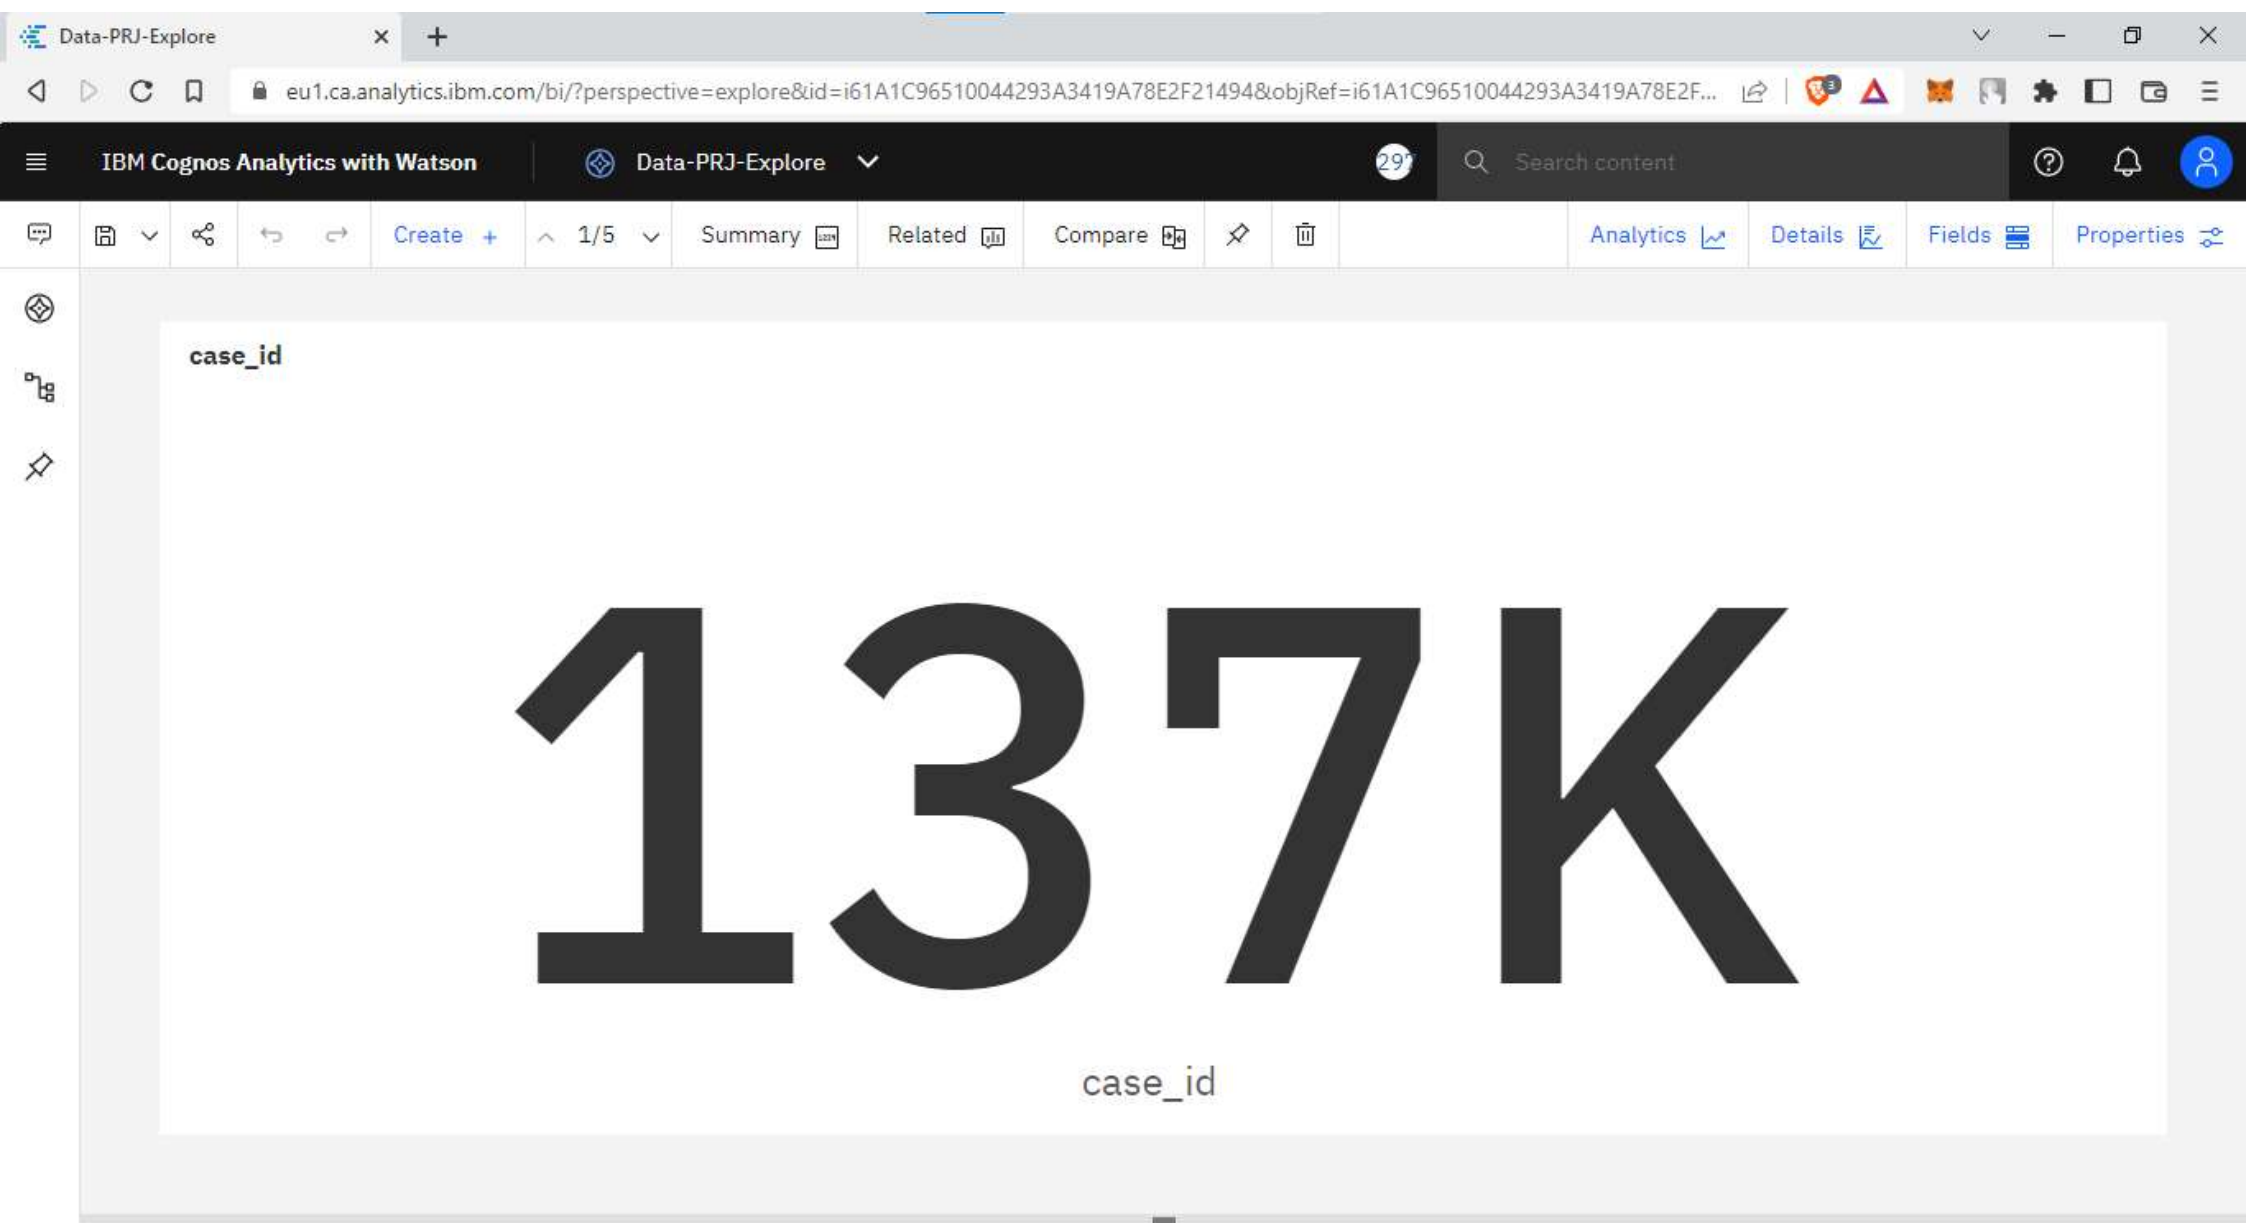 Data-PRJ-Explore
eu1.ca.analytics.ibm.com/bi/?perspective=explore&id=i61A1C96510044293A3419A78E2F21494&objRef=i61A1C96510044293A3419A78E2F...
3
IBM Cognos Analytics with Watson
Data-PRJ-Explore
297
Search content
Create +
1/5
Summary
Related
Compare
Analytics
Details
Fields
Properties
case_id
137K
case_id